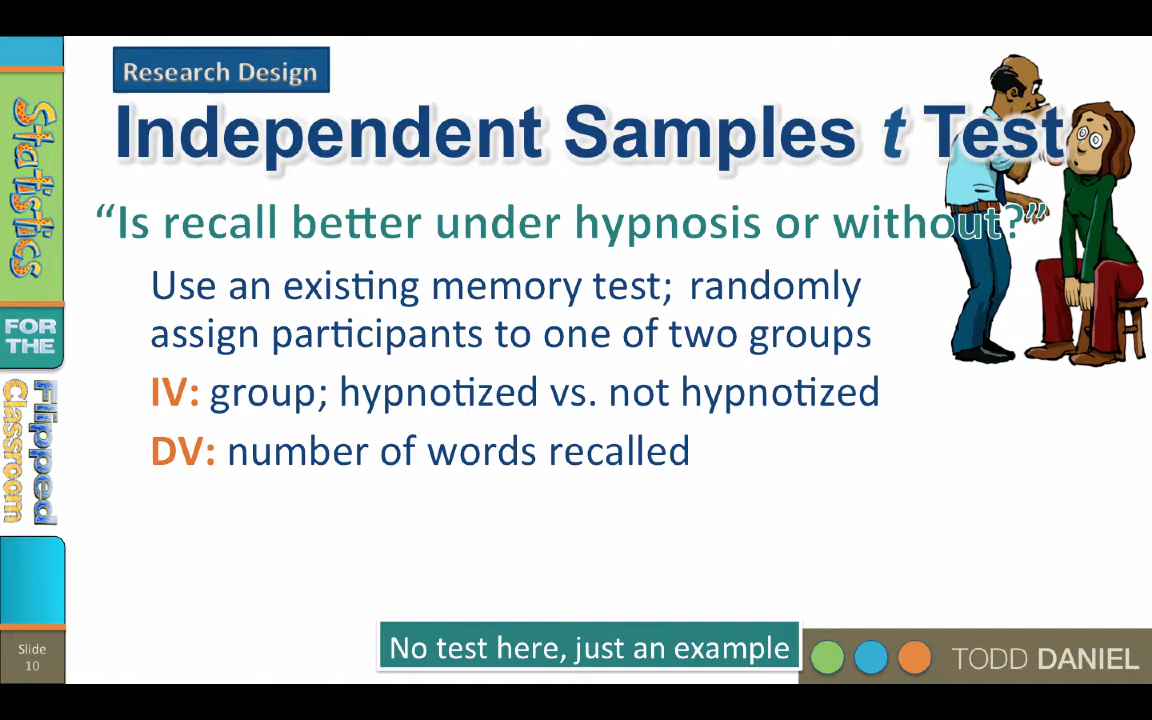 Research Design
Independent Samples t Test
“Is recall better under hypnosis or without?”
Use an existing memory test; randomly
assign participants to one of two groups
IV: group; hypnotized vs. not hypnotized
DV: number of words recalled
No test here, just an example
TODD DANIEL
Statistics
FOR
THE
Flipped
Classroom
Slide
10